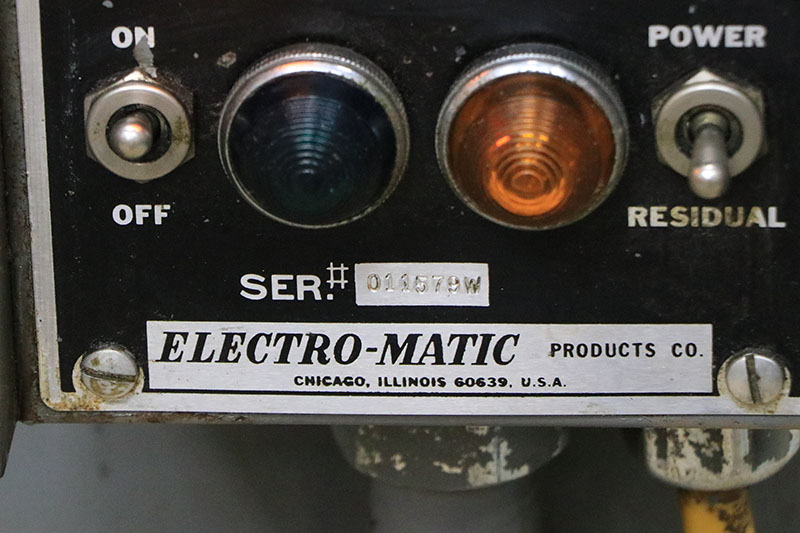 ON
POWER
OFF
RESIDUAL
SER.# 011579W
ELECTRO-MATIC PRODUCTS CO.
CHICAGO, ILLINOIS 60639, U.S.A.